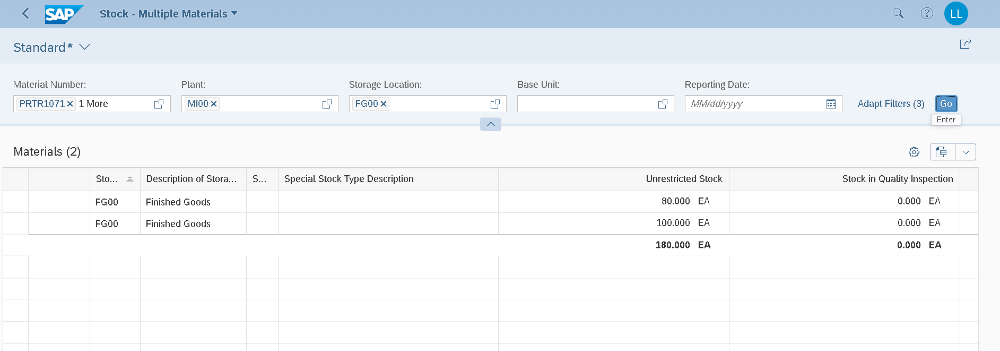 SAP Stock - Multiple Materials LL
Standard*
Material Number: Plant: Storage Location: Base Unit: Reporting Date:
PRTR1071 1 More MI00 FG00 MM/dd/yyyy Adapt Filters (3) Go
Enter
Materials (2)
Sto... Description of Stora... S... Special Stock Type Description Unrestricted Stock Stock in Quality Inspection
FG00 Finished Goods 80.000 EA 0.000 EA
FG00 Finished Goods 100.000 EA 0.000 EA
180.000 EA 0.000 EA